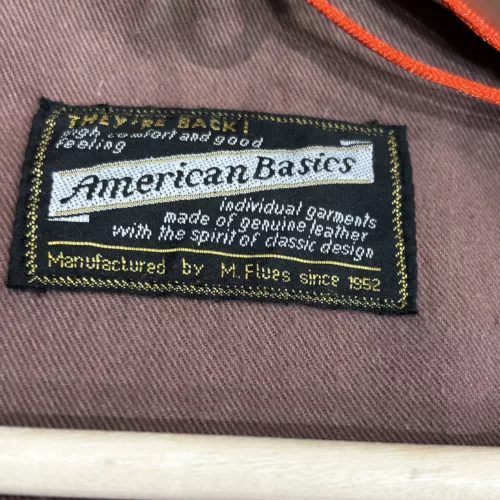 THEY'RE BACK!
high comfort and good
feeling
American Basics
individual garments
made of genuine leather
with the spirit of classic design
Manufactured by M. Flues since 1952